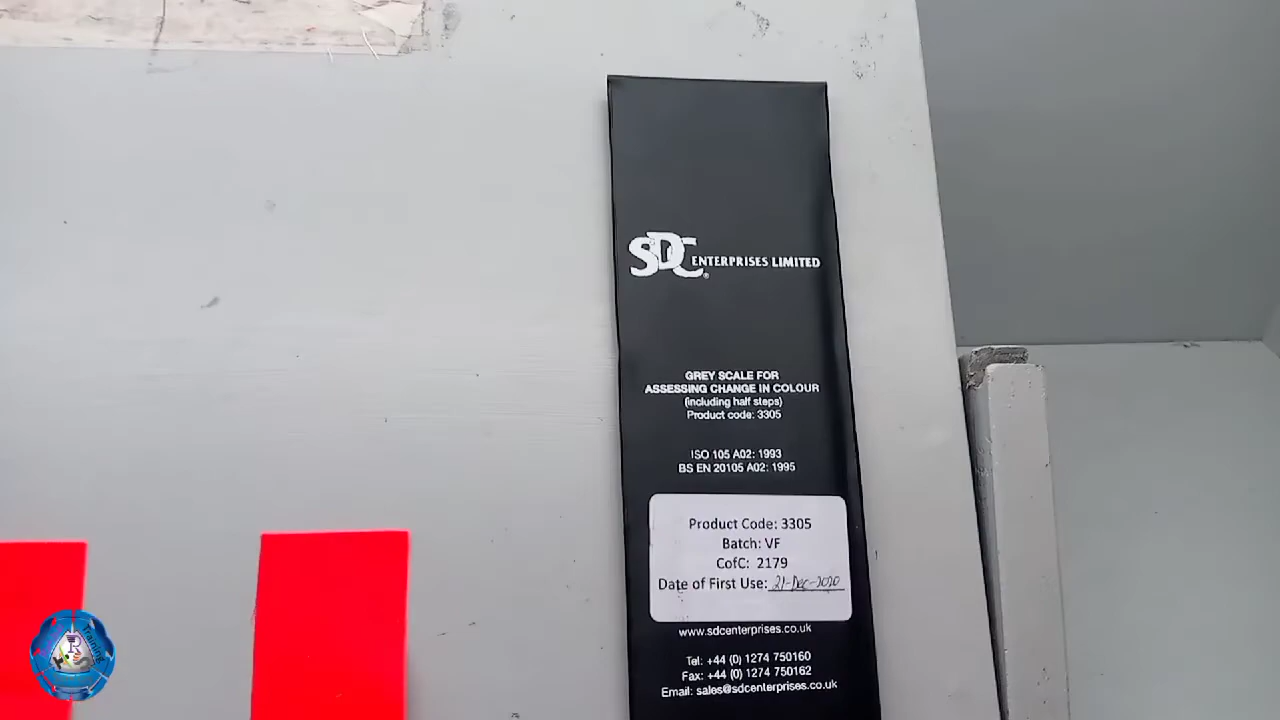 SDC ENTERPRISES LIMITED
®
GREY SCALE FOR
ASSESSING CHANGE IN COLOUR
(including half steps)
Product code: 3305
ISO 105 A02: 1993
BS EN 20105 A02: 1995
Product Code: 3305
Batch: VF
CofC: 2179
Date of First Use: 21-Dec-2020
www.sdcenterprises.co.uk
Tel: +44 (0) 1274 750160
Fax: +44 (0) 1274 750162
Email: sales@sdcenterprises.co.uk
Training
R